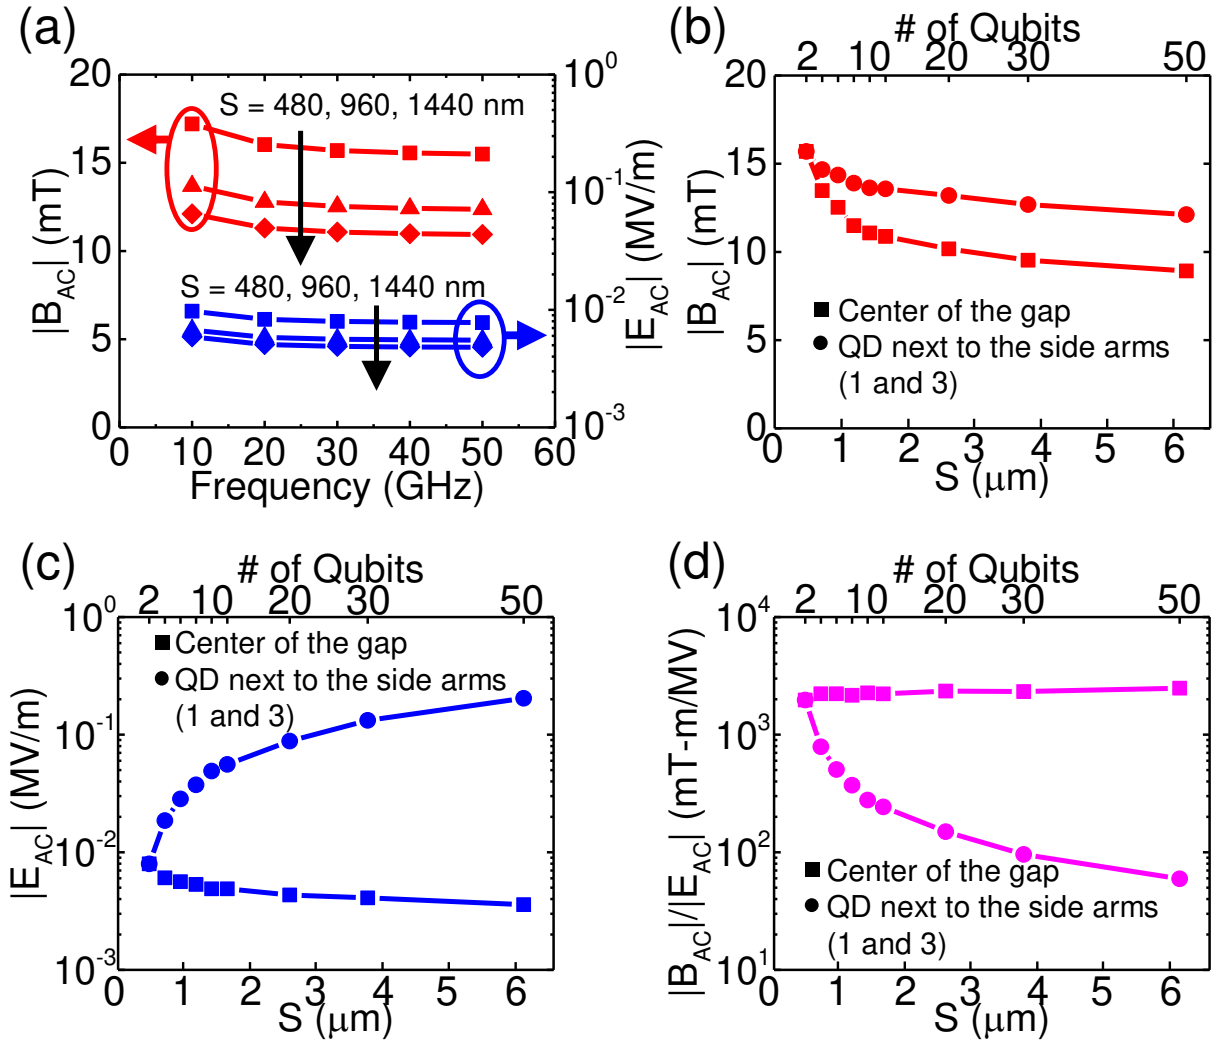 (a)
20
15
10
5
0
|B_AC| (mT)
S = 480, 960, 1440 nm
S = 480, 960, 1440 nm
10^0
10^-1
10^-2
10^-3
|E_AC| (MV/m)
0 10 20 30 40 50 60
Frequency (GHz)
(b)
# of Qubits
2 10 20 30 50
20
15
10
5
0
|B_AC| (mT)
Center of the gap
QD next to the side arms
(1 and 3)
0 1 2 3 4 5 6
S (μm)
(c)
# of Qubits
2 10 20 30 50
10^0
10^-1
10^-2
10^-3
|E_AC| (MV/m)
Center of the gap
QD next to the side arms
(1 and 3)
0 1 2 3 4 5 6
S (μm)
(d)
# of Qubits
2 10 20 30 50
10^4
10^3
10^2
10^1
|B_AC|/|E_AC| (mT-m/MV)
Center of the gap
QD next to the side arms
(1 and 3)
0 1 2 3 4 5 6
S (μm)